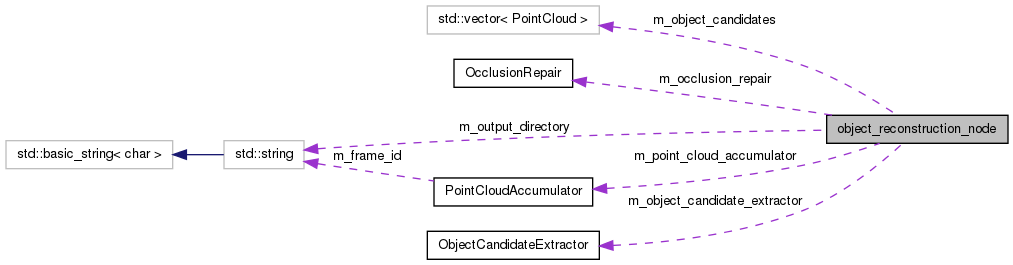 std::vector< PointCloud >
m_object_candidates
OcclusionRepair
m_occlusion_repair
object_reconstruction_node
m_output_directory
std::basic_string< char >
std::string
m_frame_id
m_point_cloud_accumulator
PointCloudAccumulator
m_object_candidate_extractor
ObjectCandidateExtractor